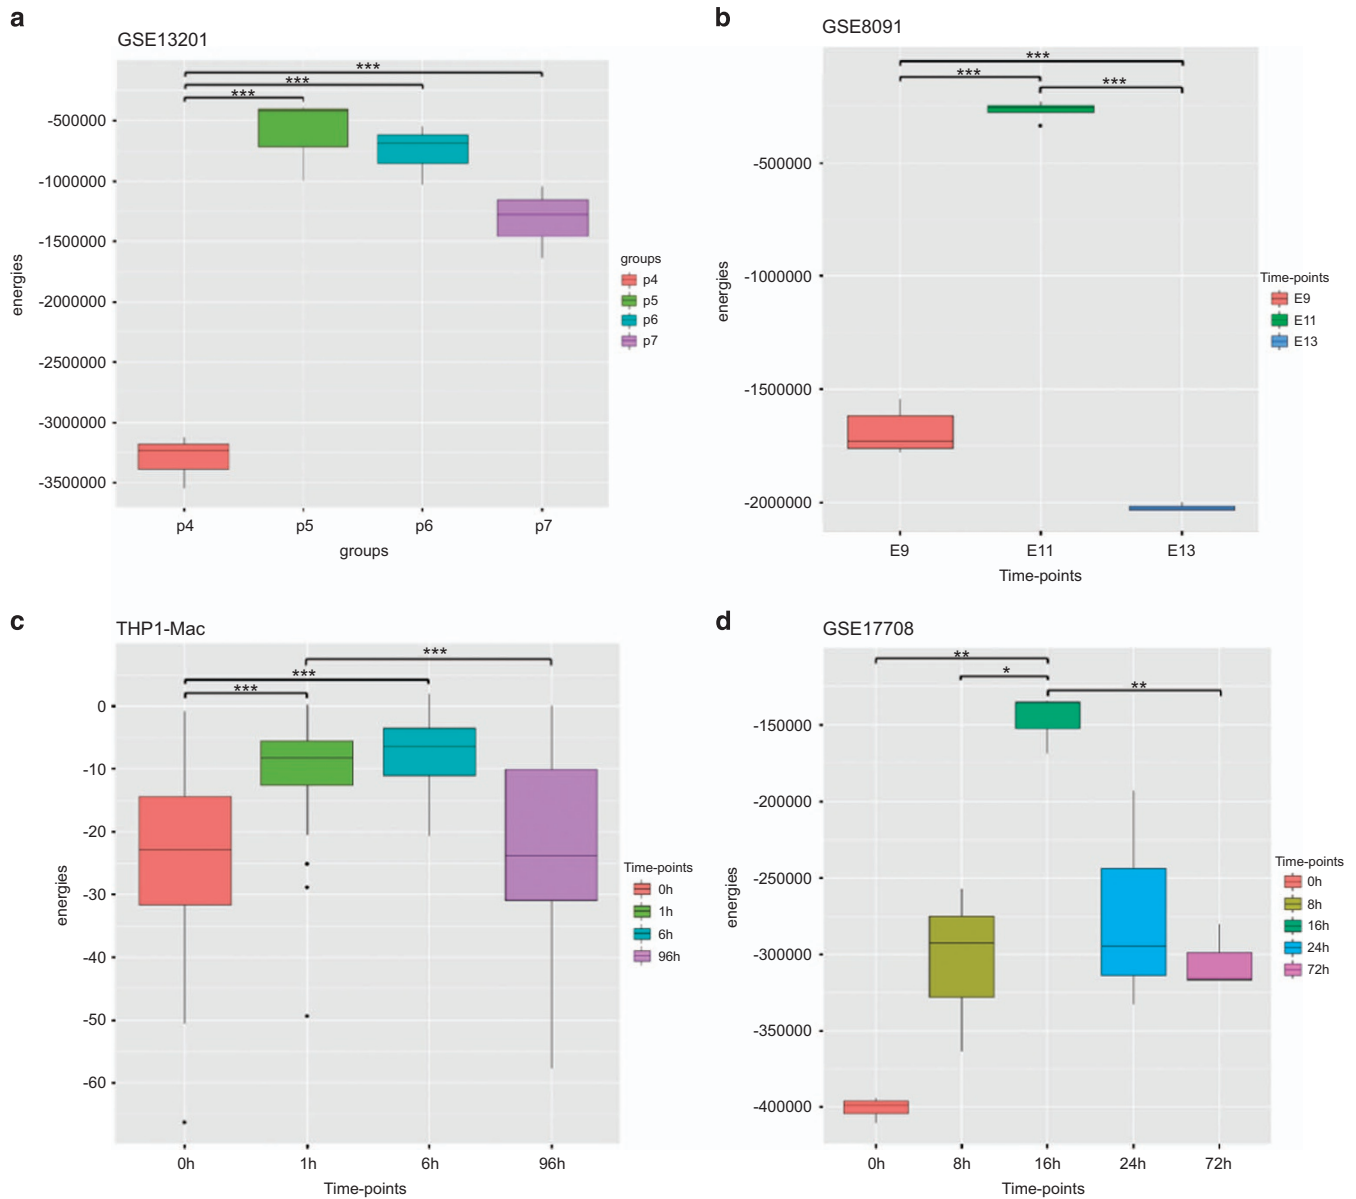 a
GSE13201
***
***
***
-500000
-1000000
-1500000
-2000000
-2500000
-3000000
-3500000
energies
p4 p5 p6 p7
groups
groups
p4
p5
p6
p7
b
GSE8091
***
***
***
-500000
-1000000
-1500000
-2000000
energies
E9 E11 E13
Time-points
Time-points
E9
E11
E13
c
THP1-Mac
***
***
***
0
-10
-20
-30
-40
-50
-60
energies
0h 1h 6h 96h
Time-points
Time-points
0h
1h
6h
96h
d
GSE17708
**
*
**
-150000
-200000
-250000
-300000
-350000
-400000
energies
0h 8h 16h 24h 72h
Time-points
Time-points
0h
8h
16h
24h
72h